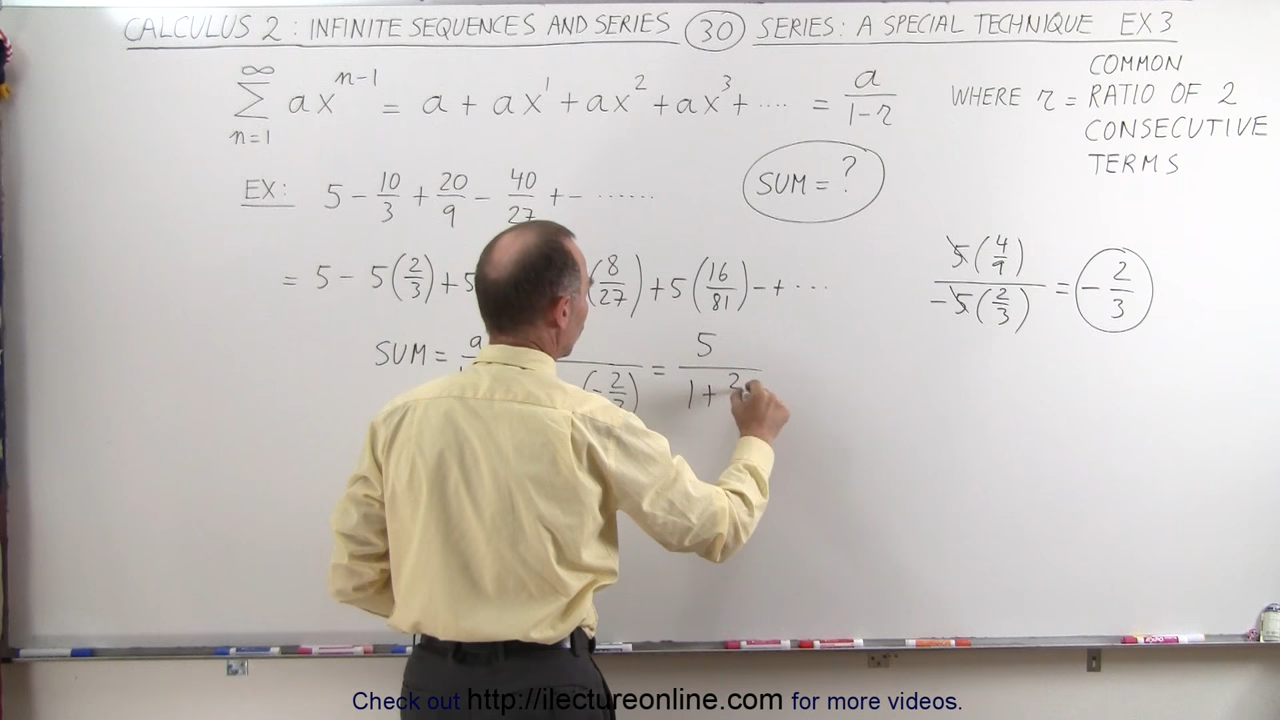 CALCULUS 2 : INFINITE SEQUENCES AND SERIES (30) SERIES: A SPECIAL TECHNIQUE EX 3
∞ Σ n=1 ax^(n-1) = a + ax^1 + ax^2 + ax^3 + .... = a/(1-r) WHERE r = COMMON
RATIO OF 2
CONSECUTIVE
TERMS
EX: 5 - 10/3 + 20/9 - 40/27 + - ......
SUM = ?
= 5 - 5(2/3) + 5 (8/27) + 5(16/81) - + ...
5(4/9) / -5(2/3) = -2/3
SUM = = 5/(1+2
Check out http://ilectureonline.com for more videos.